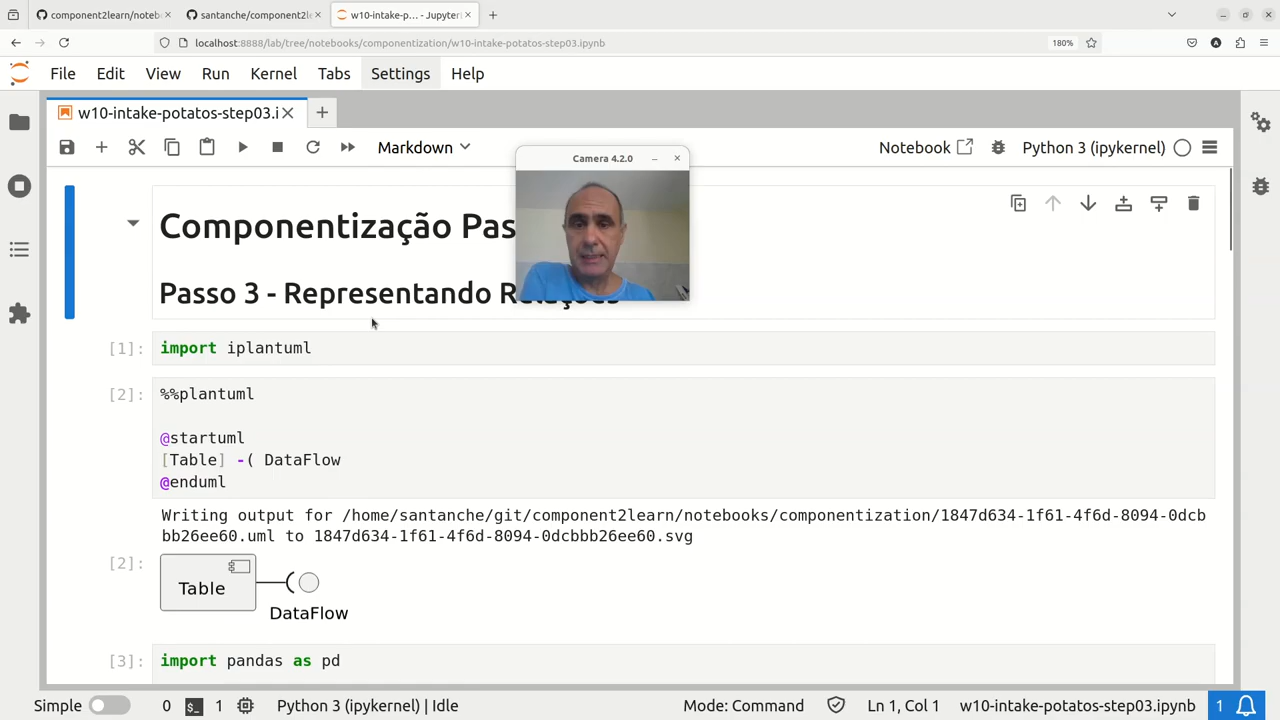 component2learn/noteb
santanche/component2le
w10-intake-p… - Jupyter
localhost:8888/lab/tree/notebooks/componentization/w10-intake-potatos-step03.ipynb
180%
File Edit View Run Kernel Tabs Settings Help
w10-intake-potatos-step03.i
Markdown
Notebook
Python 3 (ipykernel)
Camera 4.2.0
Componentização Pas
Passo 3 - Representando Relações
[1]:
import iplantuml
[2]:
%%plantuml
@startuml
[Table] -( DataFlow
@enduml
Writing output for /home/santanche/git/component2learn/notebooks/componentization/1847d634-1f61-4f6d-8094-0dcb
bb26ee60.uml to 1847d634-1f61-4f6d-8094-0dcbbb26ee60.svg
[2]:
Table
DataFlow
[3]:
import pandas as pd
Simple
0
1
Python 3 (ipykernel) | Idle
Mode: Command
Ln 1, Col 1
w10-intake-potatos-step03.ipynb
1